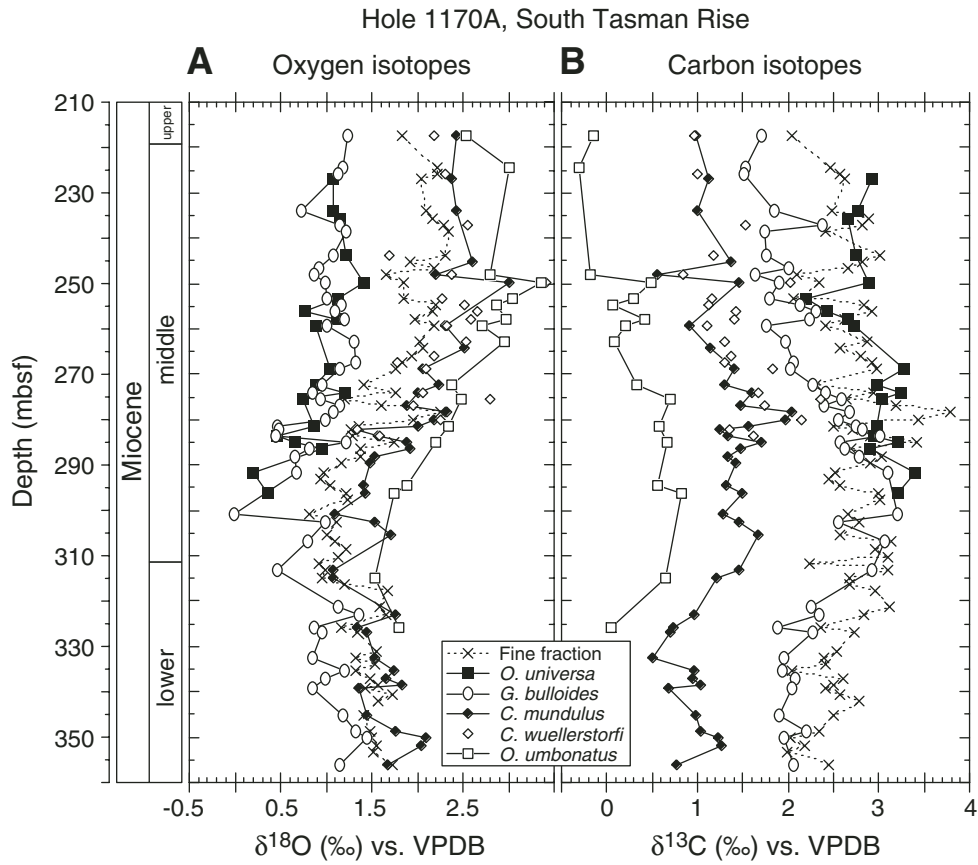 Hole 1170A, South Tasman Rise
A Oxygen isotopes
B Carbon isotopes
Depth (mbsf)
210
230
250
270
290
310
330
350
Miocene
upper
middle
lower
Fine fraction
O. universa
G. bulloides
C. mundulus
C. wuellerstorfi
O. umbonatus
-0.5 0.5 1.5 2.5
0 1 2 3 4
δ18O (‰) vs. VPDB
δ13C (‰) vs. VPDB